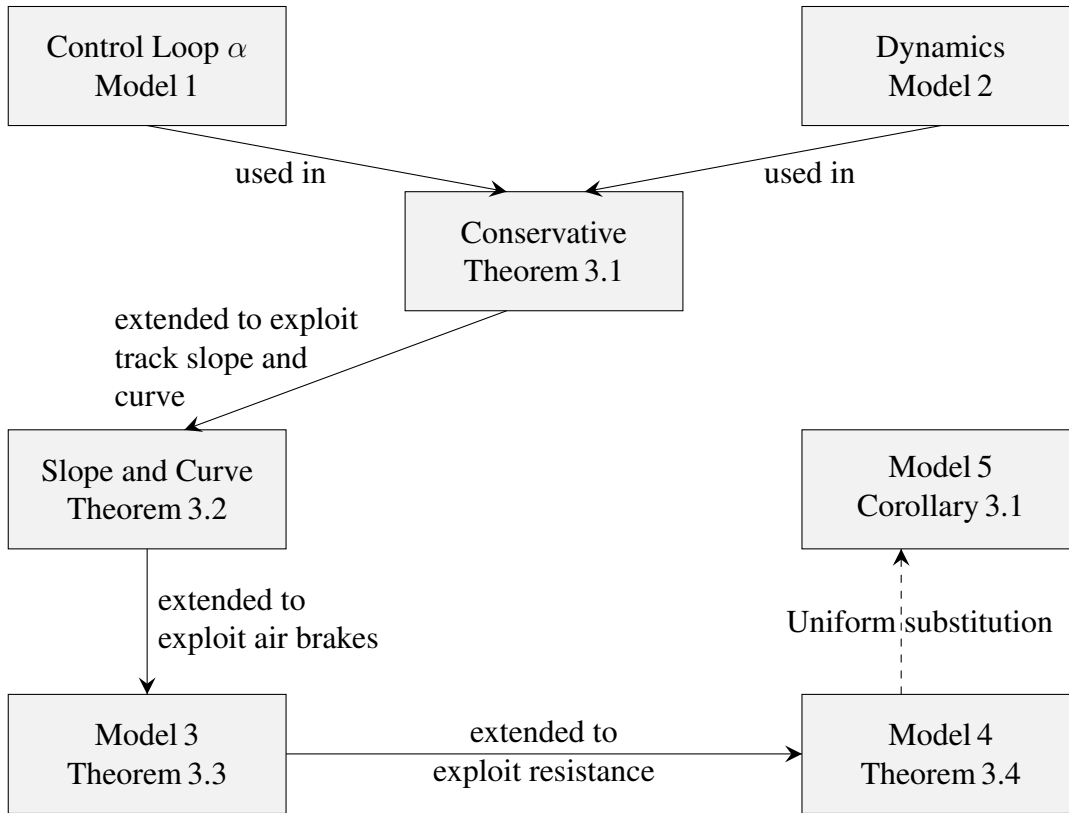 Control Loop α
Model 1
Dynamics
Model 2
used in
used in
Conservative
Theorem 3.1
extended to exploit
track slope and
curve
Slope and Curve
Theorem 3.2
Model 5
Corollary 3.1
extended to
exploit air brakes
Uniform substitution
Model 3
Theorem 3.3
extended to
exploit resistance
Model 4
Theorem 3.4